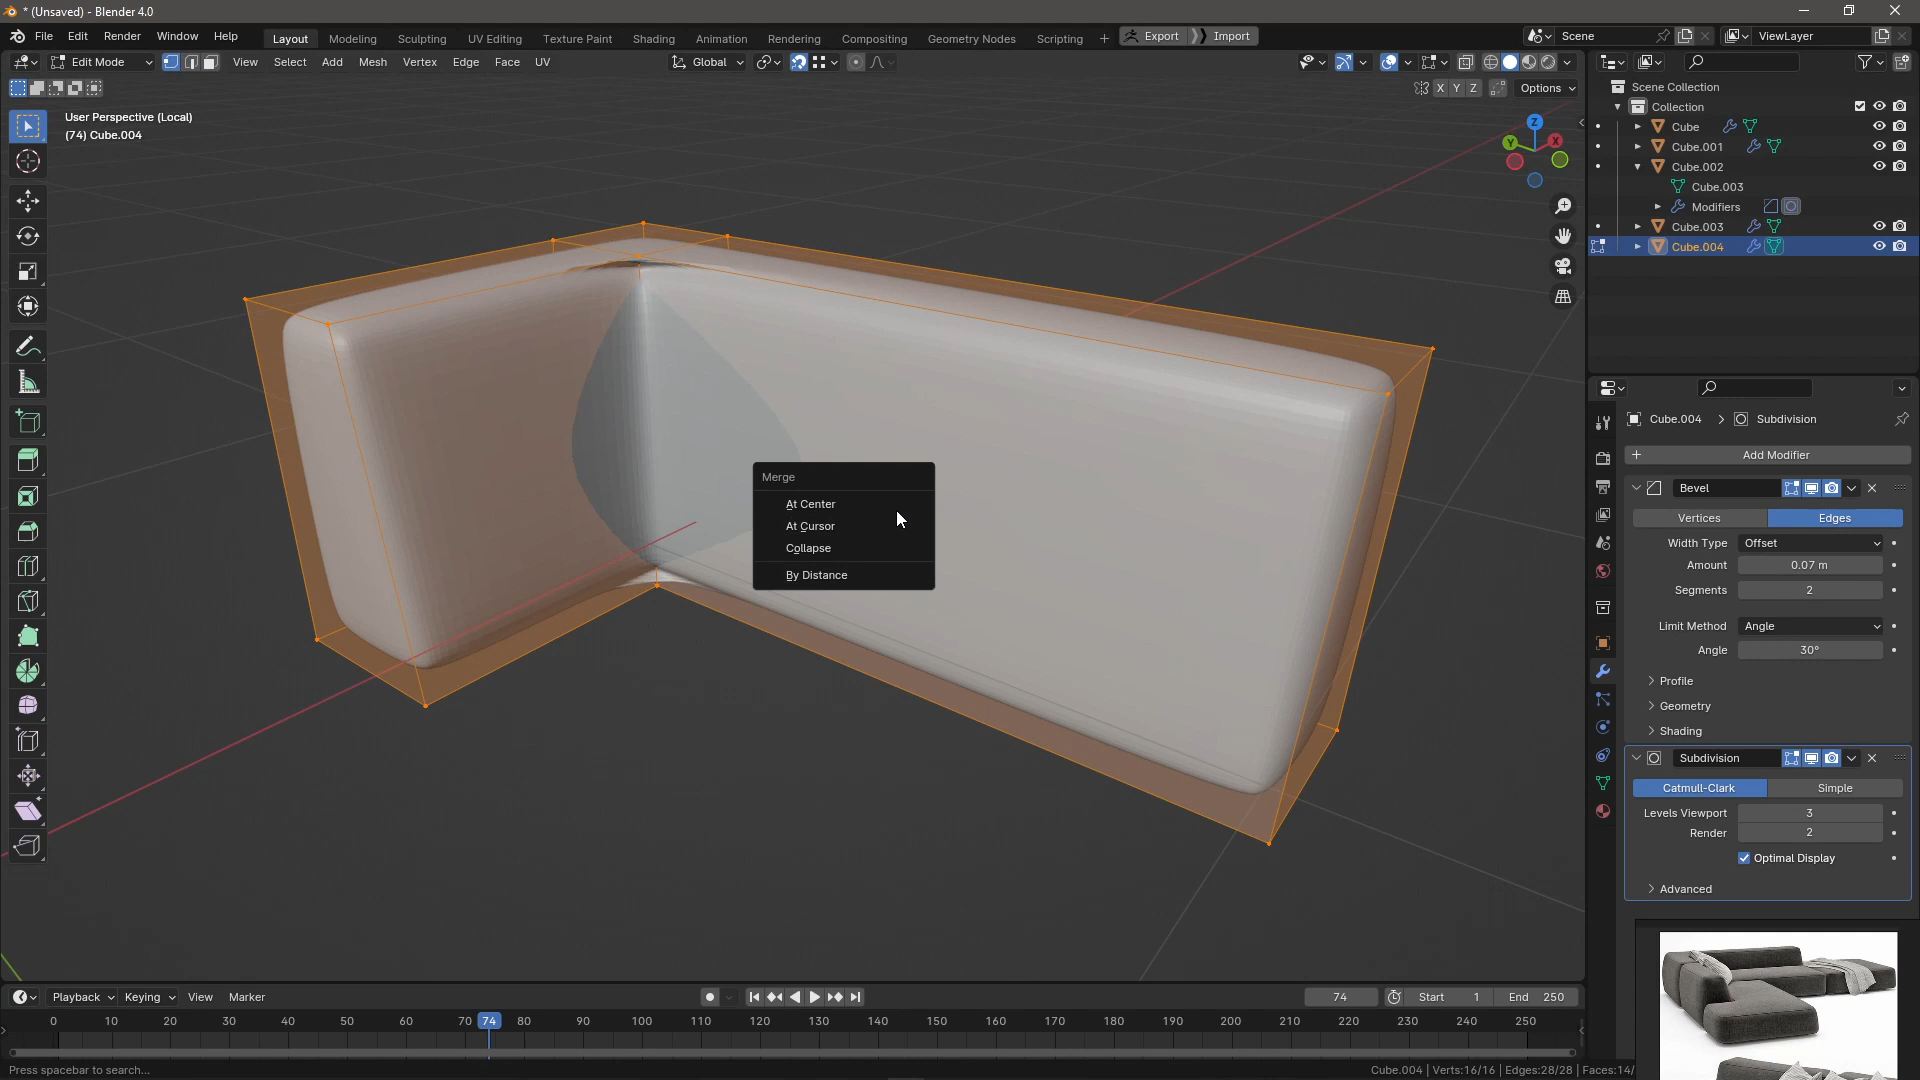 * (Unsaved) - Blender 4.0
File Edit Render Window Help
Layout Modeling Sculpting UV Editing Texture Paint Shading Animation Rendering Compositing Geometry Nodes Scripting + Export Import
Scene ViewLayer
Edit Mode View Select Add Mesh Vertex Edge Face UV Global
X Y Z Options
User Perspective (Local)
(74) Cube.004
Z
Y X
Scene Collection
Collection
Cube
Cube.001
Cube.002
Cube.003
Modifiers
Cube.003
Cube.004
Cube.004 > Subdivision
+ Add Modifier
Bevel
Vertices Edges
Width Type Offset
Amount 0.07 m
Segments 2
Limit Method Angle
Angle 30°
> Profile
> Geometry
> Shading
Subdivision
Catmull-Clark Simple
Levels Viewport 3
Render 2
Optimal Display
> Advanced
Merge
At Center
At Cursor
Collapse
By Distance
Playback Keying View Marker 74 Start 1 End 250
0 10 20 30 40 50 60 70 74 80 90 100 110 120 130 140 150 160 170 180 190 200 210 220 230 240 250
Press spacebar to search...
Cube.004 | Verts:16/16 | Edges:28/28 | Faces:14/